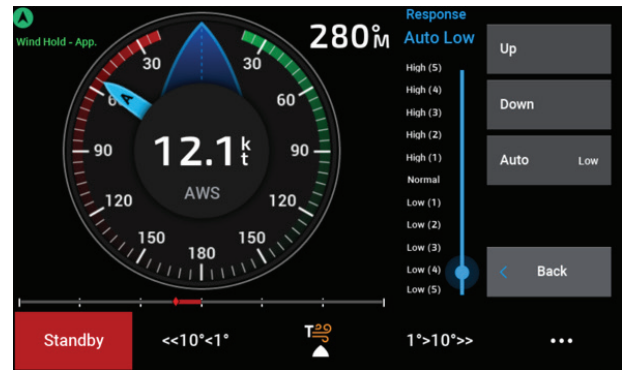 Wind Hold - App.
280°M
Response
Auto Low
30
30
60
60
90
90
120
120
150
150
180
12.1 kt
AWS
High (5)
High (4)
High (3)
High (2)
High (1)
Normal
Low (1)
Low (2)
Low (3)
Low (4)
Low (5)
Up
Down
Auto Low
< Back
Standby
<<10°<1°
T
1°>10°>>
...